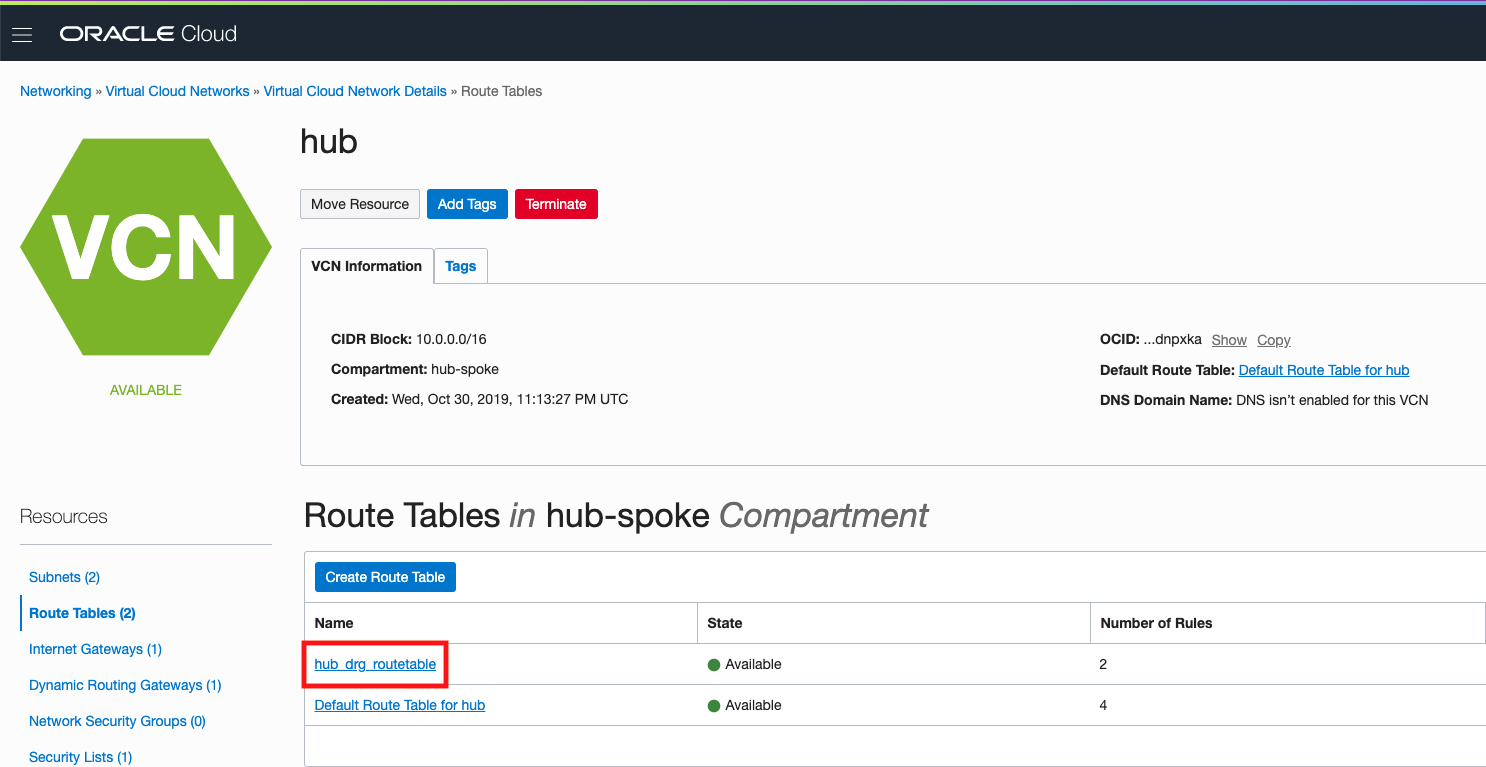 ORACLE Cloud
Networking » Virtual Cloud Networks » Virtual Cloud Network Details » Route Tables
VCN
AVAILABLE
hub
Move Resource Add Tags Terminate
VCN Information Tags
CIDR Block: 10.0.0.0/16
Compartment: hub-spoke
Created: Wed, Oct 30, 2019, 11:13:27 PM UTC
OCID: ...dnpxka Show Copy
Default Route Table: Default Route Table for hub
DNS Domain Name: DNS isn't enabled for this VCN
Resources
Subnets (2)
Route Tables (2)
Internet Gateways (1)
Dynamic Routing Gateways (1)
Network Security Groups (0)
Security Lists (1)
Route Tables in hub-spoke Compartment
Create Route Table
Name State Number of Rules
hub_drg_routetable Available 2
Default Route Table for hub Available 4